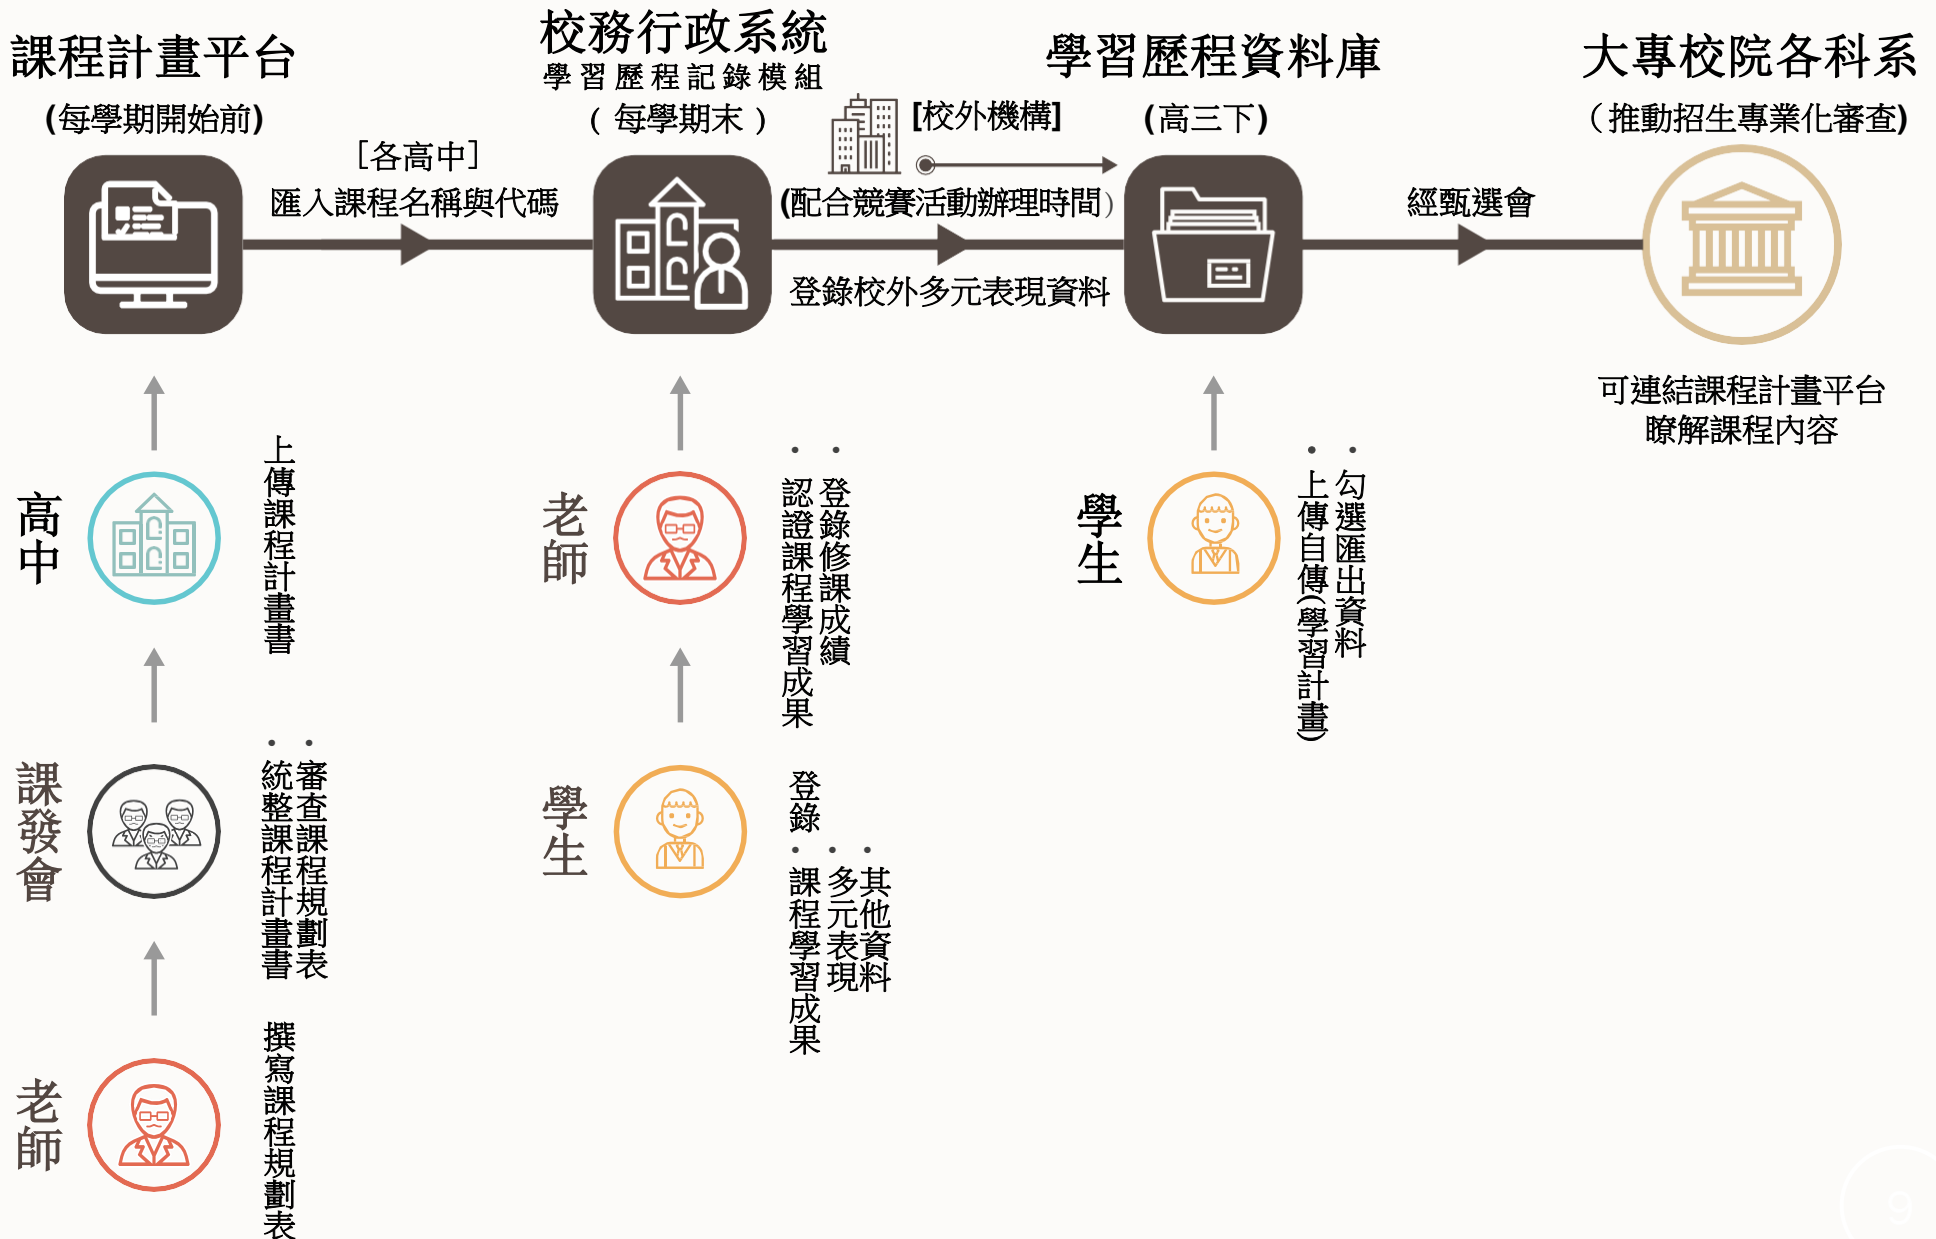 課程計畫平台
(每學期開始前)
[各高中]
匯入課程名稱與代碼
校務行政系統
學習歷程記錄模組
( 每學期末 )
[校外機構]
(配合競賽活動辦理時間)
登錄校外多元表現資料
學習歷程資料庫
(高三下)
經甄選會
大專校院各科系
(推動招生專業化審查)
可連結課程計畫平台
瞭解課程內容
高中
上傳課程計畫書
課發會
• 審查課程規劃表
• 統整課程計畫書
老師
撰寫課程規劃表
老師
• 登錄修課成績
• 認證課程學習成果
學生
登錄
• 課程學習成果
• 多元表現
• 其他資料
學生
• 勾選匯出資料
• 上傳自傳(學習計畫)
9